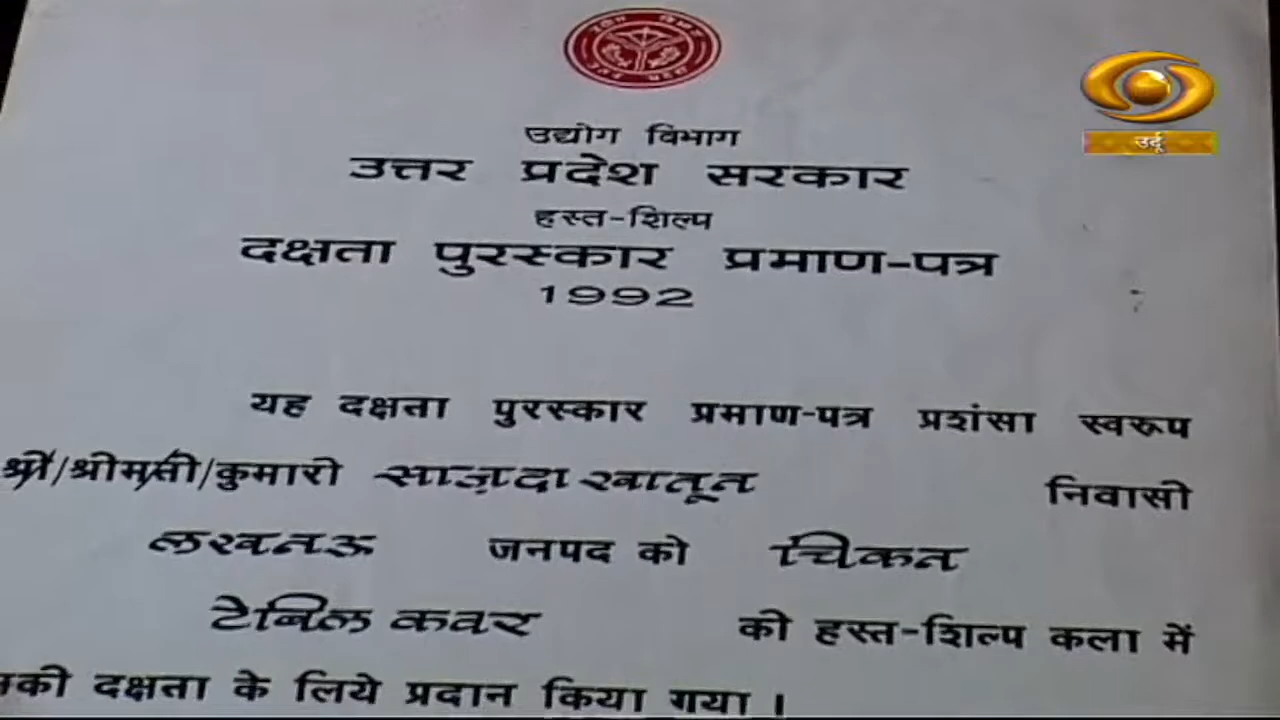 उर्दू
उद्योग विभाग
उत्तर प्रदेश सरकार
हस्त-शिल्प
दक्षता पुरस्कार प्रमाण-पत्र
1992
यह दक्षता पुरस्कार प्रमाण-पत्र प्रशंसा स्वरूप
श्री/श्रीमती/कुमारी साज़दा खातून निवासी
लखनऊ जनपद को चिकन
टेबिल कवर की हस्त-शिल्प कला में
दक्षता के लिये प्रदान किया गया ।